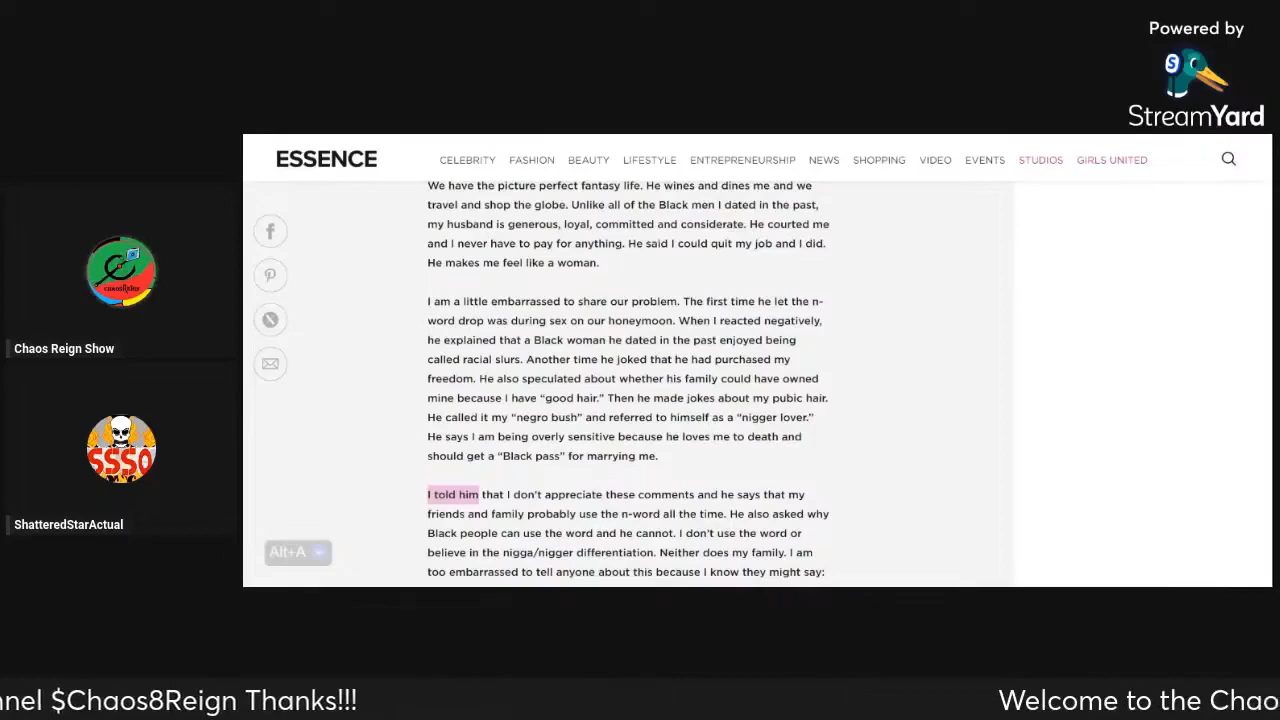 Powered by
StreamYard
ESSENCE
CELEBRITY FASHION BEAUTY LIFESTYLE ENTREPRENEURSHIP NEWS SHOPPING VIDEO EVENTS STUDIOS GIRLS UNITED
We have the picture perfect fantasy life. He wines and dines me and we
travel and shop the globe. Unlike all of the Black men I dated in the past,
my husband is generous, loyal, committed and considerate. He courted me
and I never have to pay for anything. He said I could quit my job and I did.
He makes me feel like a woman.
I am a little embarrassed to share our problem. The first time he let the n-
word drop was during sex on our honeymoon. When I reacted negatively,
he explained that a Black woman he dated in the past enjoyed being
called racial slurs. Another time he joked that he had purchased my
freedom. He also speculated about whether his family could have owned
mine because I have “good hair.” Then he made jokes about my pubic hair.
He called it my “negro bush” and referred to himself as a “nigger lover.”
He says I am being overly sensitive because he loves me to death and
should get a “Black pass” for marrying me.
I told him that I don’t appreciate these comments and he says that my
friends and family probably use the n-word all the time. He also asked why
Black people can use the word and he cannot. I don’t use the word or
believe in the nigga/nigger differentiation. Neither does my family. I am
too embarrassed to tell anyone about this because I know they might say:
Alt+A
chaosReign
Chaos Reign Show
SSSO
ShatteredStarActual
nnel $Chaos8Reign Thanks!!!
Welcome to the Chao